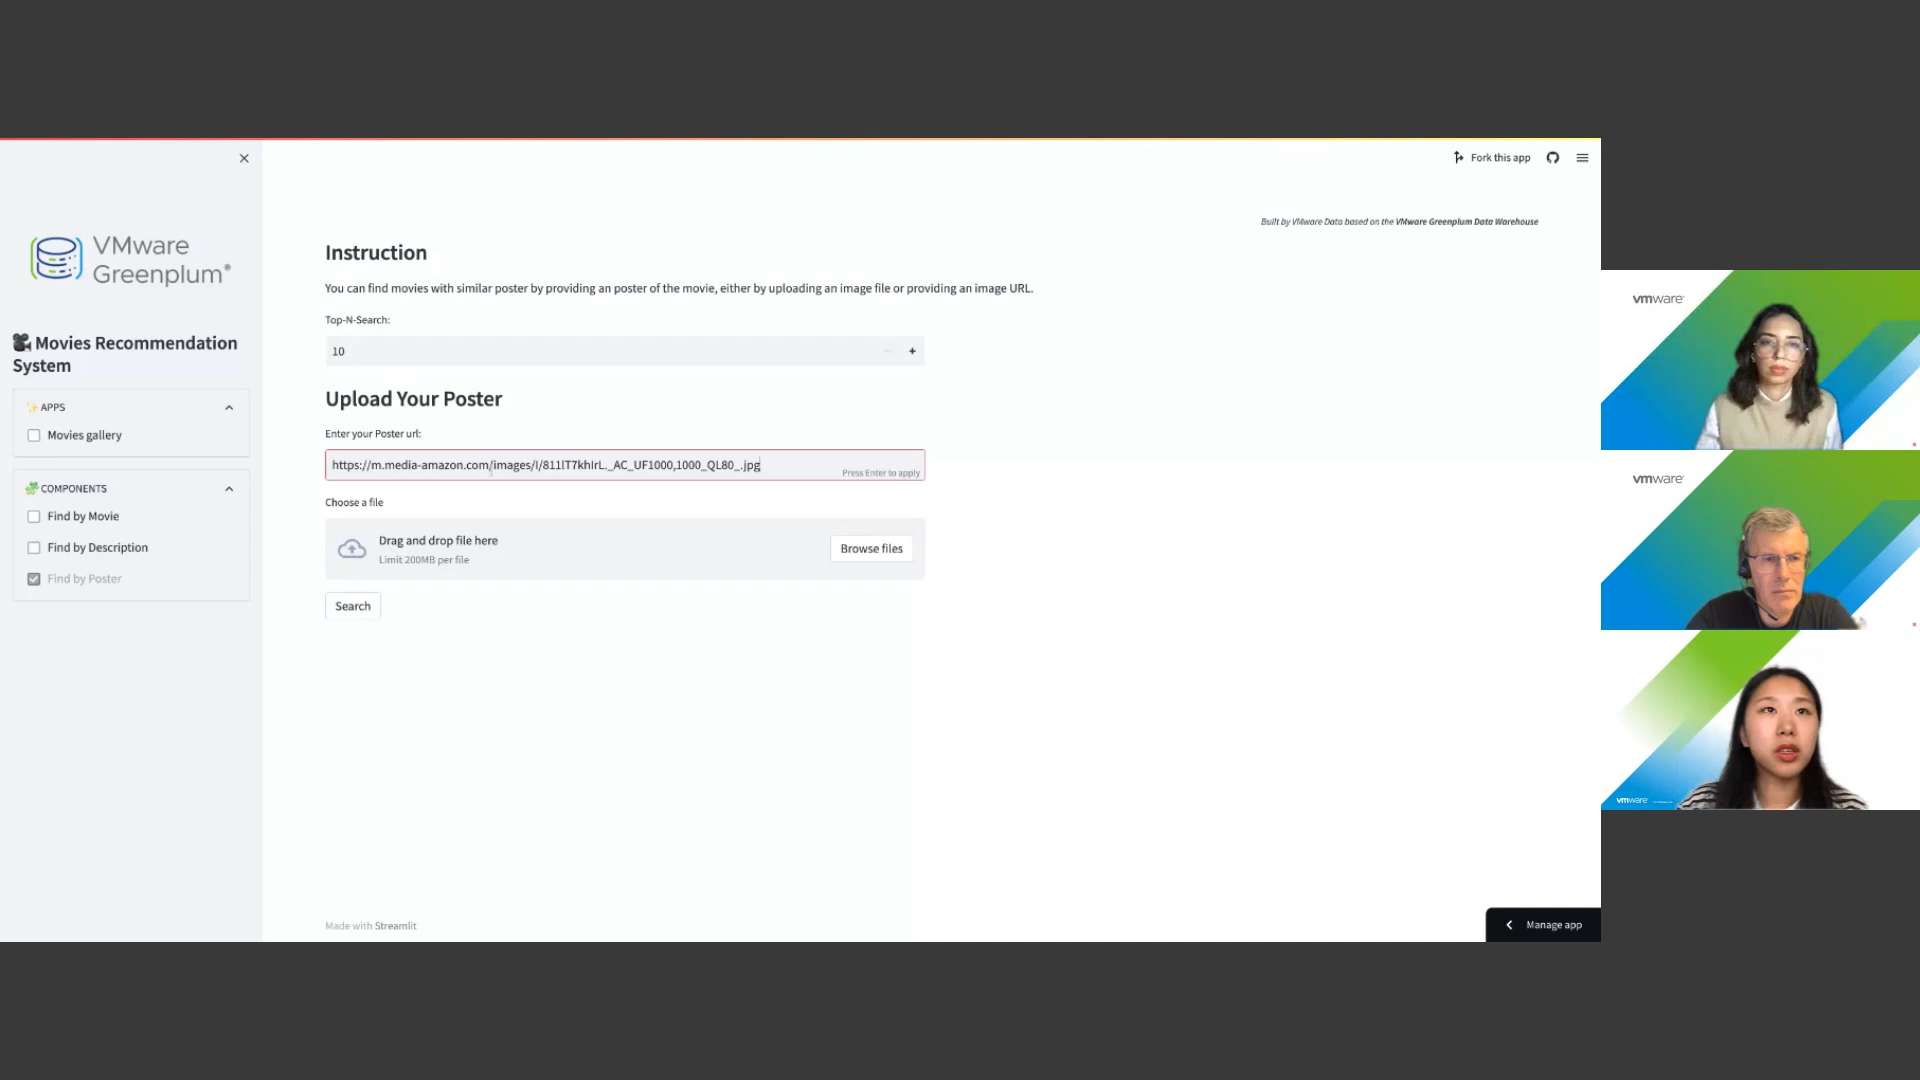 Fork this app
Built by VMware Data based on the VMware Greenplum Data Warehouse
VMware
Greenplum®
Movies Recommendation
System
APPS
Movies gallery
COMPONENTS
Find by Movie
Find by Description
Find by Poster
Instruction
You can find movies with similar poster by providing an poster of the movie, either by uploading an image file or providing an image URL.
Top-N-Search:
10
Upload Your Poster
Enter your Poster url:
https://m.media-amazon.com/images/I/811lT7khIrL._AC_UF1000,1000_QL80_.jpg
Press Enter to apply
Choose a file
Drag and drop file here
Limit 200MB per file
Browse files
Search
Made with Streamlit
Manage app
vmware
vmware
vmware